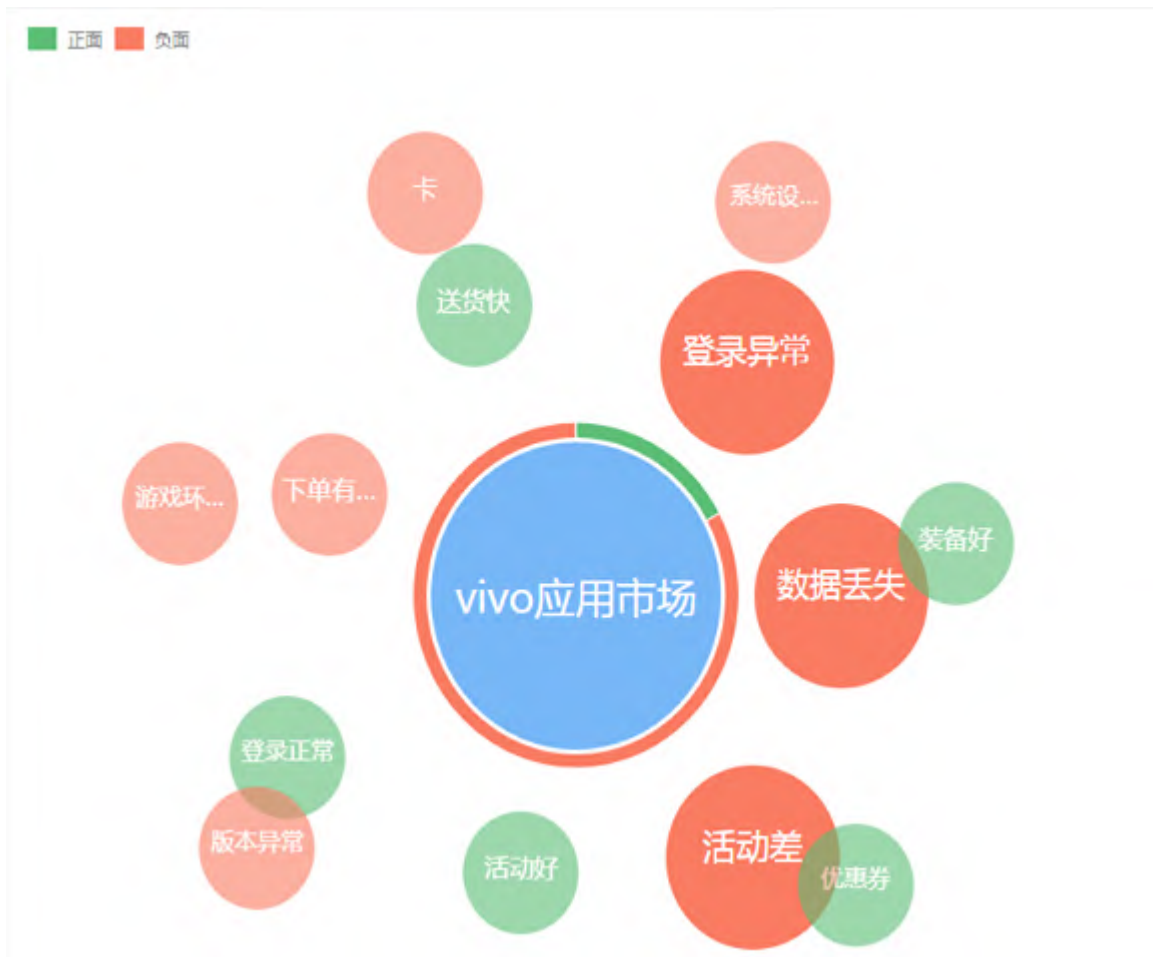 正面 负面
卡
系统设...
送货快
登录异常
游戏环...
下单有...
装备好
数据丢失
vivo应用市场
登录正常
版本异常
活动好
活动差
优惠券